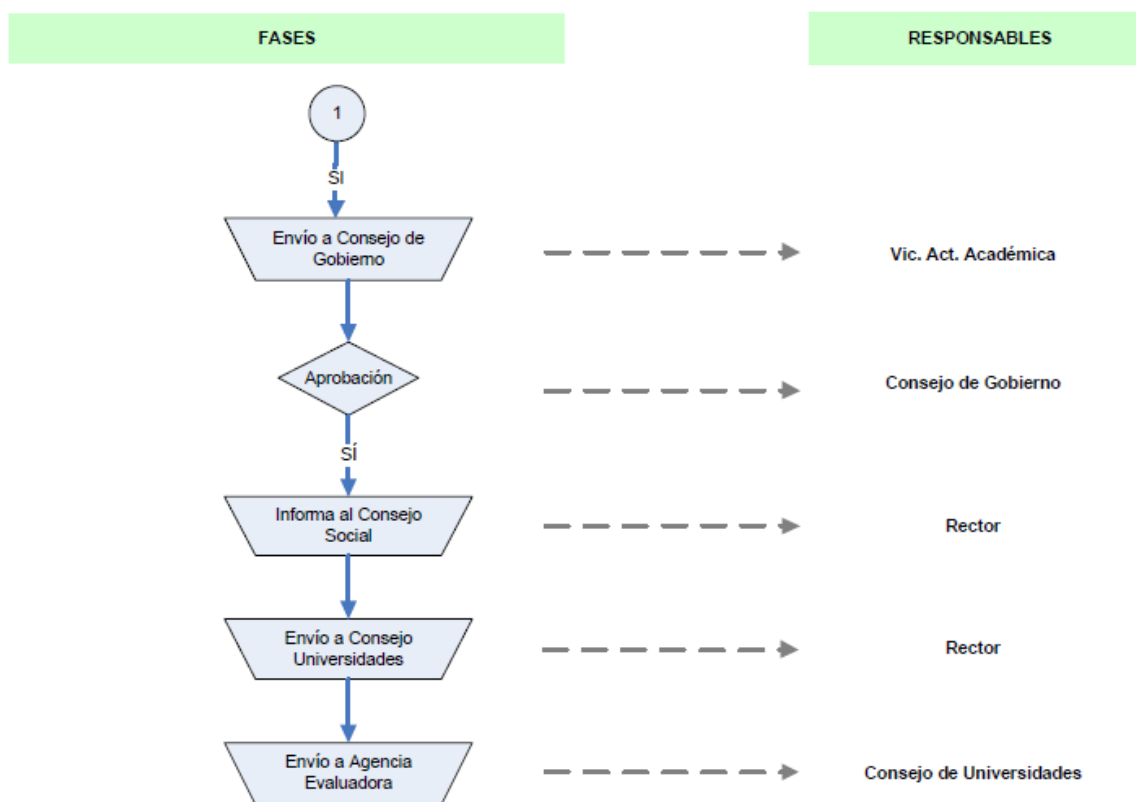 FASES
RESPONSABLES
1
SI
Envío a Consejo de
Gobierno
Vic. Act. Académica
Aprobación
Consejo de Gobierno
SÍ
Informa al Consejo
Social
Rector
Envío a Consejo
Universidades
Rector
Envío a Agencia
Evaluadora
Consejo de Universidades